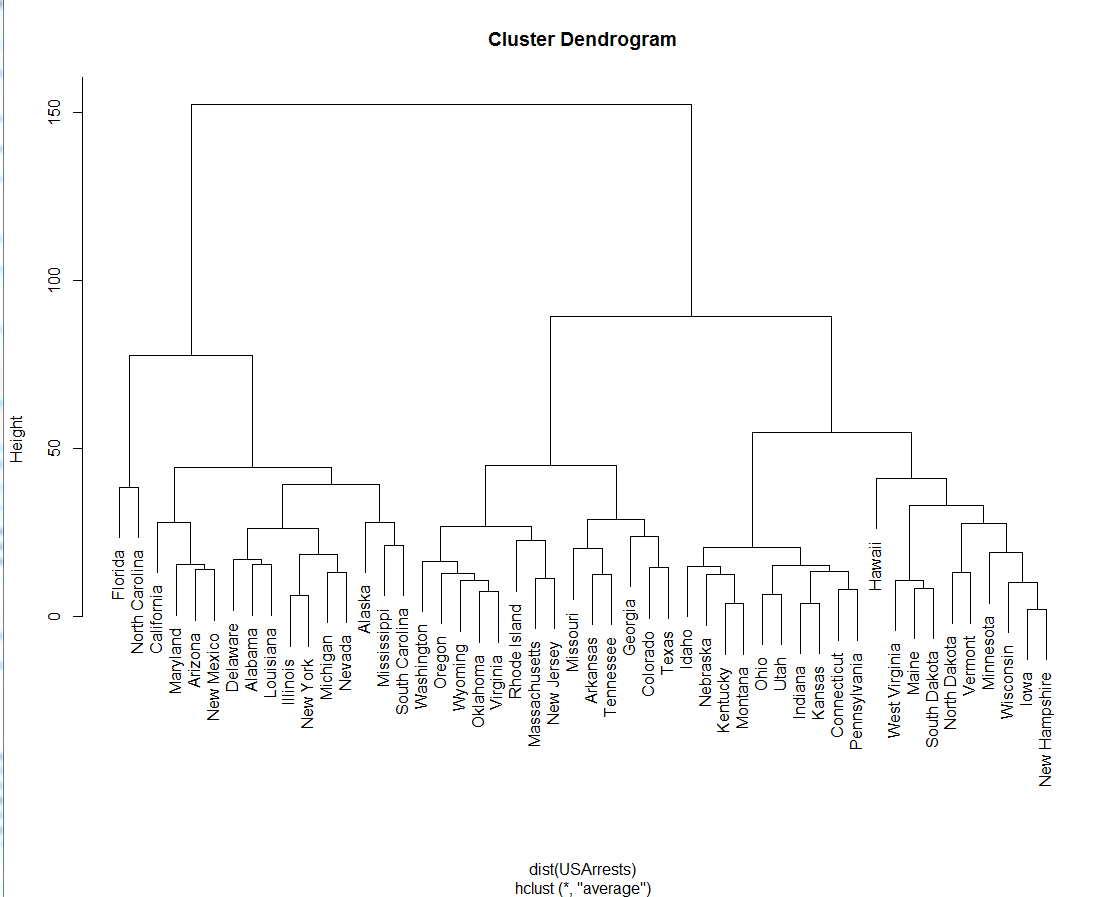 Cluster Dendrogram
Height
150
100
50
0
Florida
North Carolina
California
Maryland
Arizona
New Mexico
Delaware
Alabama
Louisiana
Illinois
New York
Michigan
Nevada
Alaska
Mississippi
South Carolina
Washington
Oregon
Wyoming
Oklahoma
Virginia
Rhode Island
Massachusetts
New Jersey
Missouri
Arkansas
Tennessee
Georgia
Colorado
Texas
Idaho
Nebraska
Kentucky
Montana
Ohio
Utah
Indiana
Kansas
Connecticut
Pennsylvania
Hawaii
West Virginia
Maine
South Dakota
North Dakota
Vermont
Minnesota
Wisconsin
Iowa
New Hampshire
dist(USArrests)
hclust (*, "average")